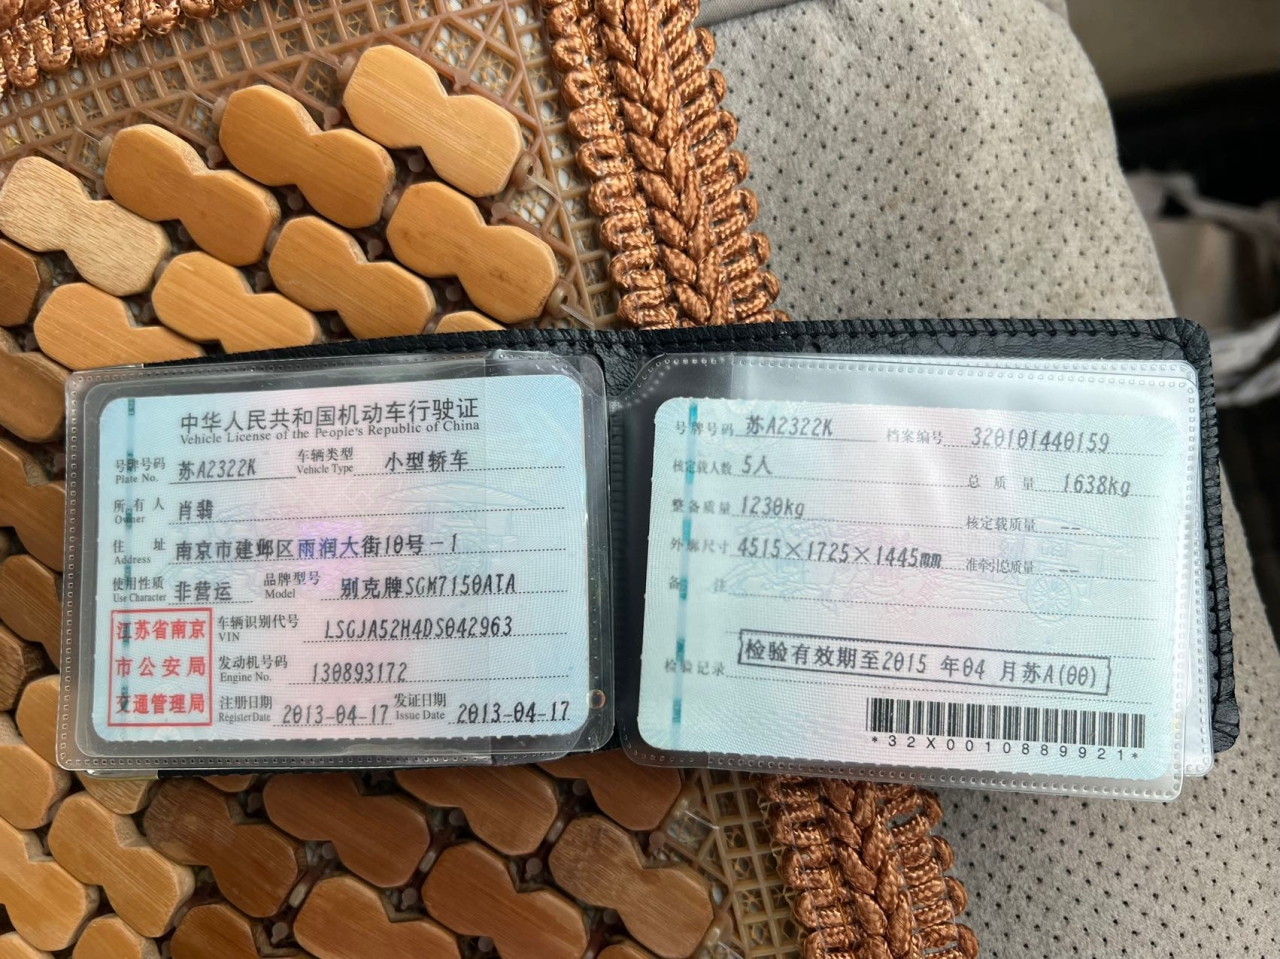 中华人民共和国机动车行驶证
Vehicle License of the People's Republic of China
号牌号码 苏A2322K 车辆类型 小型轿车
Plate No. Vehicle Type
所有人 肖翡
Owner
住址 南京市建邺区雨润大街10号-1
Address
使用性质 非营运 品牌型号 别克牌SGM7150ATA
Use Character Model
江苏省南京
市公安局
交通管理局
车辆识别代号 LSGJA52H4DS042963
VIN
发动机号码 130893172
Engine No.
注册日期 2013-04-17 发证日期 2013-04-17
Register Date Issue Date
号牌号码 苏A2322K 档案编号 320101440159
核定载人数 5人 总质量 1638kg
整备质量 1230kg 核定载质量 --
外廓尺寸 4515×1725×1445mm 准牵引总质量 --
备注
检验记录 检验有效期至2015 年04 月苏A(00)
*32X0010889921*